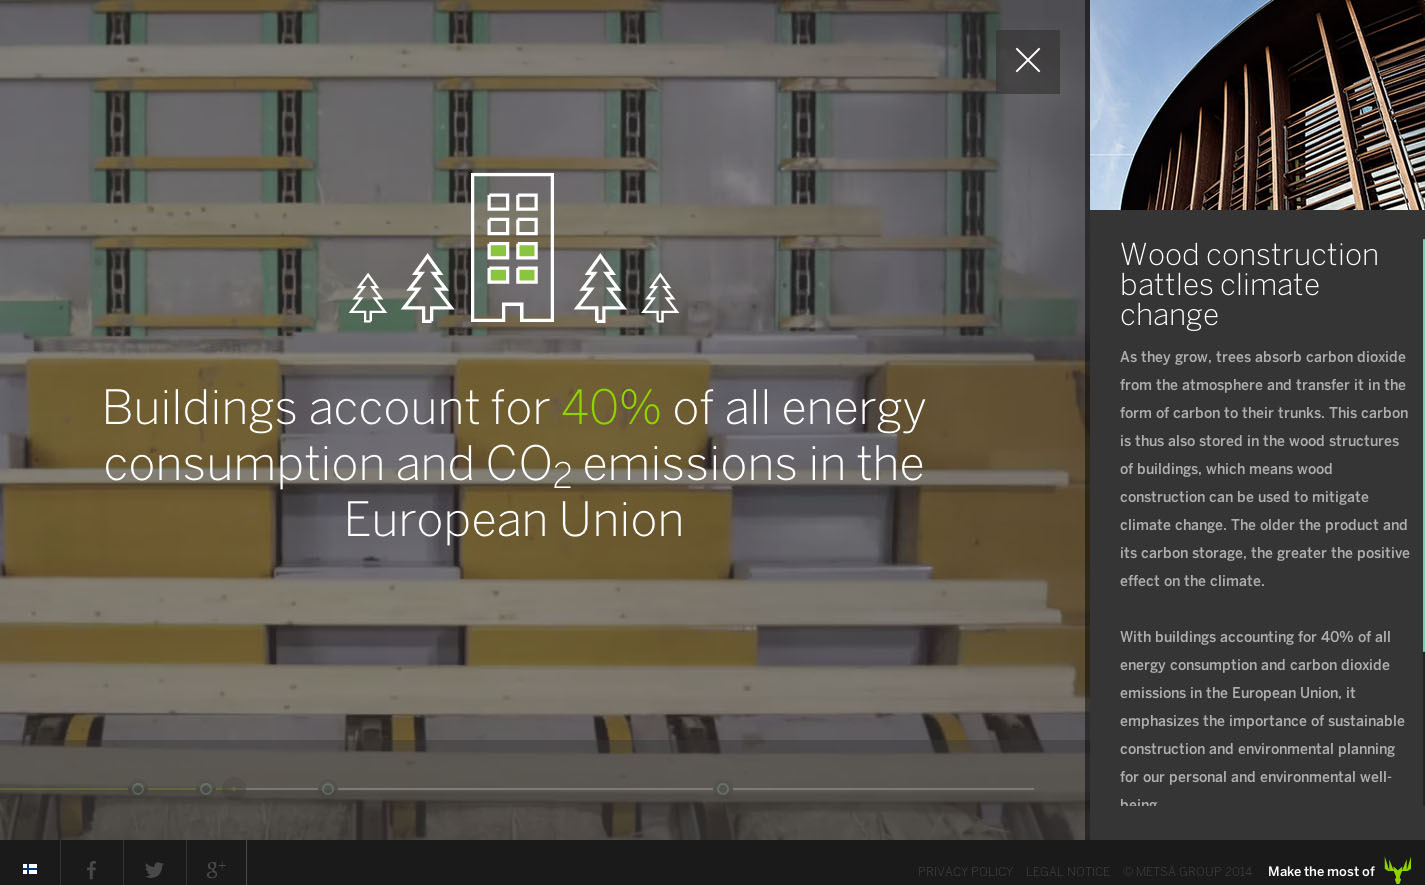 Buildings account for 40% of all energy
consumption and CO₂ emissions in the
European Union
Wood construction
battles climate
change
As they grow, trees absorb carbon dioxide
from the atmosphere and transfer it in the
form of carbon to their trunks. This carbon
is thus also stored in the wood structures
of buildings, which means wood
construction can be used to mitigate
climate change. The older the product and
its carbon storage, the greater the positive
effect on the climate.
With buildings accounting for 40% of all
energy consumption and carbon dioxide
emissions in the European Union, it
emphasizes the importance of sustainable
construction and environmental planning
for our personal and environmental well-
being
PRIVACY POLICY LEGAL NOTICE © METSÄ GROUP 2014 Make the most of